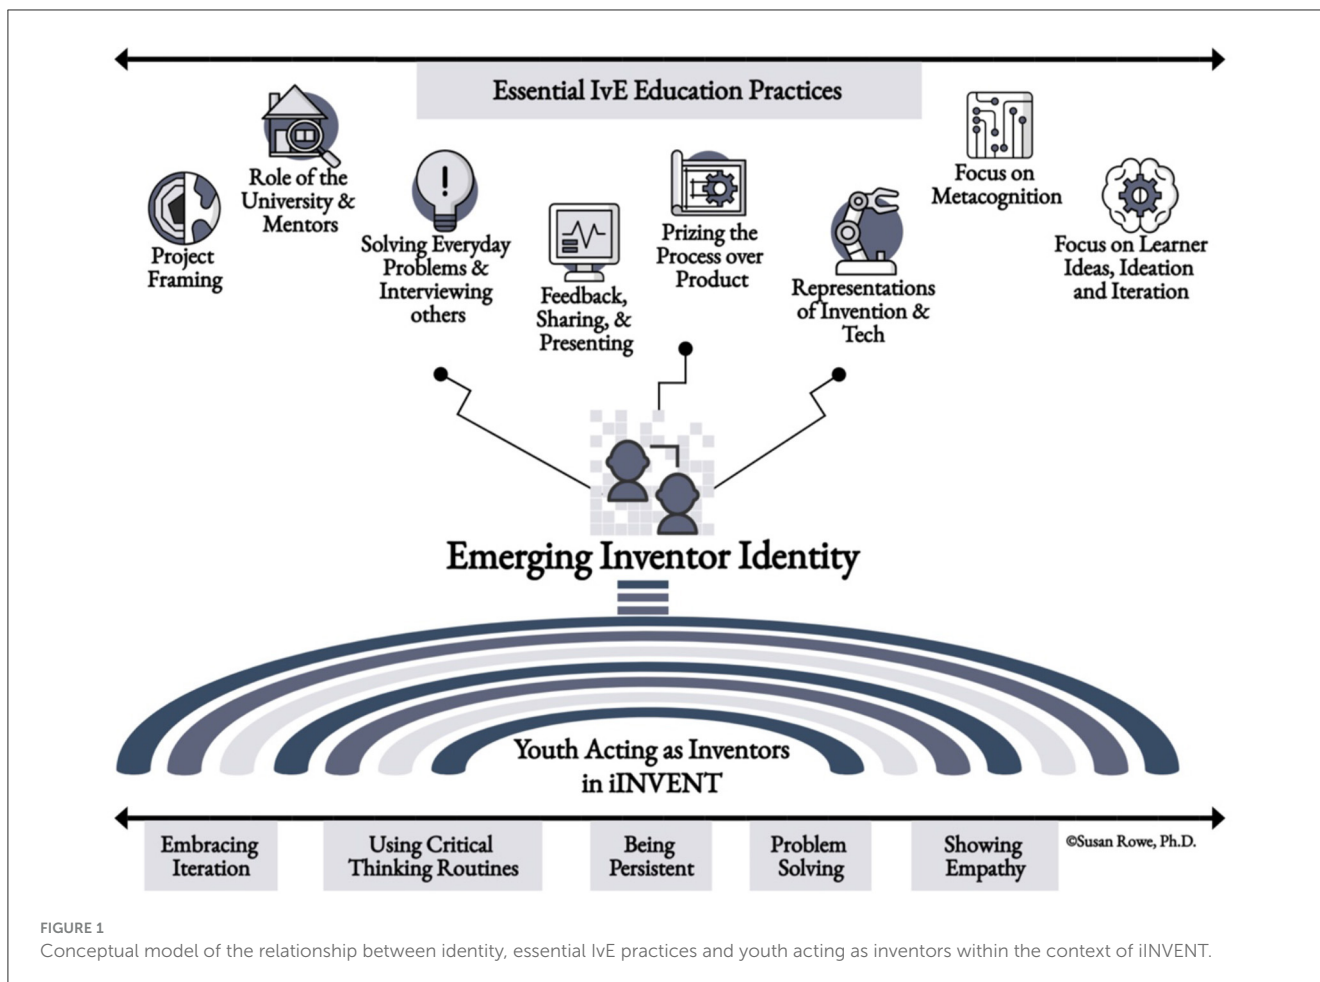 Essential IvE Education Practices
Project
Framing
Role of the
University &
Mentors
Solving Everyday
Problems &
Interviewing
others
Feedback,
Sharing, &
Presenting
Prizing the
Process over
Product
Representations
of Invention &
Tech
Focus on
Metacognition
Focus on Learner
Ideas, Ideation
and Iteration
Emerging Inventor Identity
Youth Acting as Inventors
in iINVENT
Embracing
Iteration
Using Critical
Thinking Routines
Being
Persistent
Problem
Solving
Showing
Empathy
©Susan Rowe, Ph.D.
FIGURE 1
Conceptual model of the relationship between identity, essential IvE practices and youth acting as inventors within the context of iINVENT.